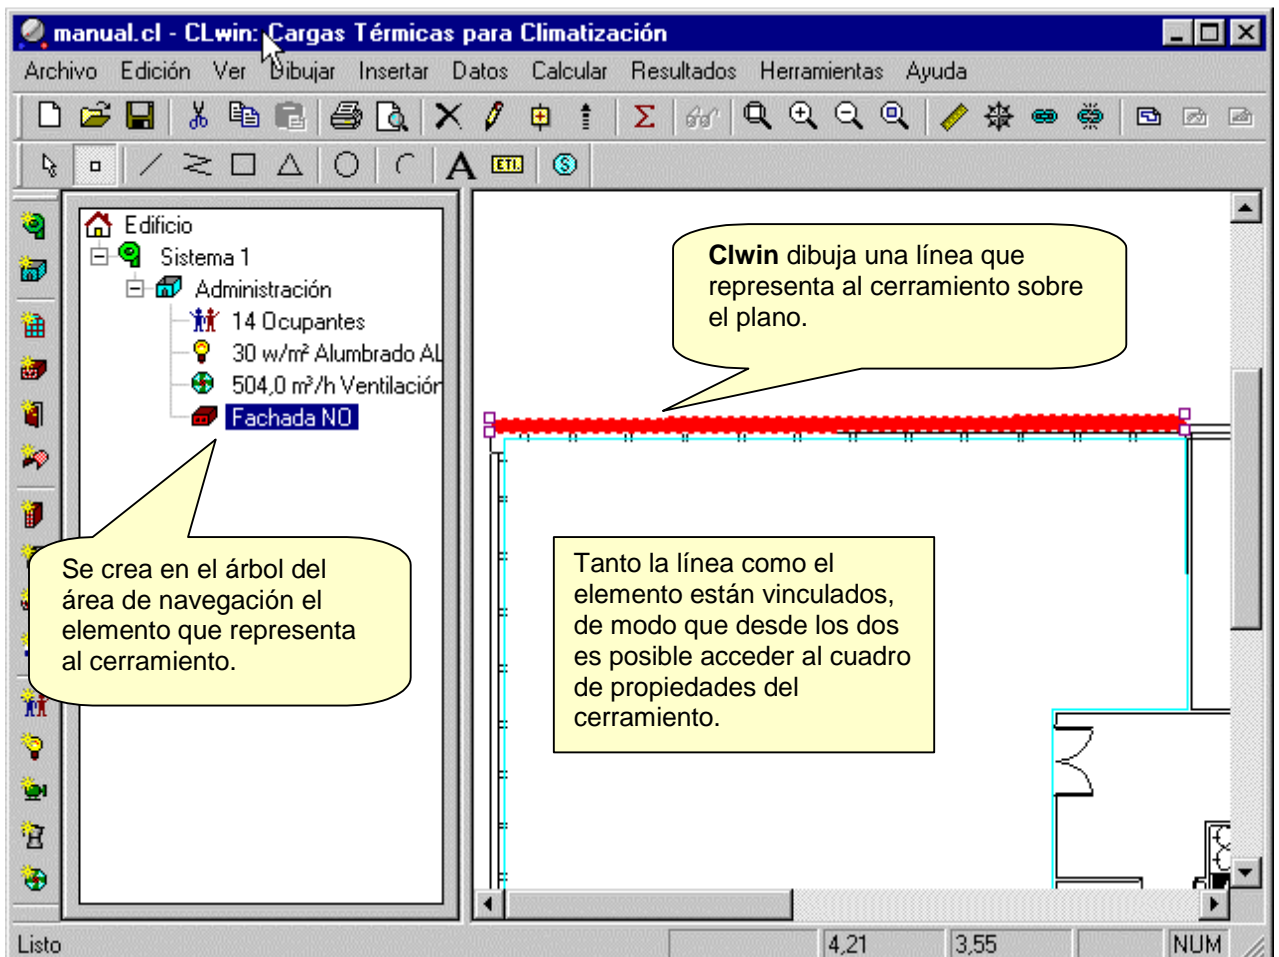 manual.cl - CLwin: Cargas Térmicas para Climatización
Archivo Edición Ver Dibujar Insertar Datos Calcular Resultados Herramientas Ayuda
A ETI. S
Edificio
Sistema 1
Administración
14 Ocupantes
30 w/m² Alumbrado AL
504,0 m³/h Ventilación
Fachada NO
Clwin dibuja una línea que
representa al cerramiento sobre
el plano.
Se crea en el árbol del
área de navegación el
elemento que representa
al cerramiento.
Tanto la línea como el
elemento están vinculados,
de modo que desde los dos
es posible acceder al cuadro
de propiedades del
cerramiento.
Listo 4,21 3,55 NUM